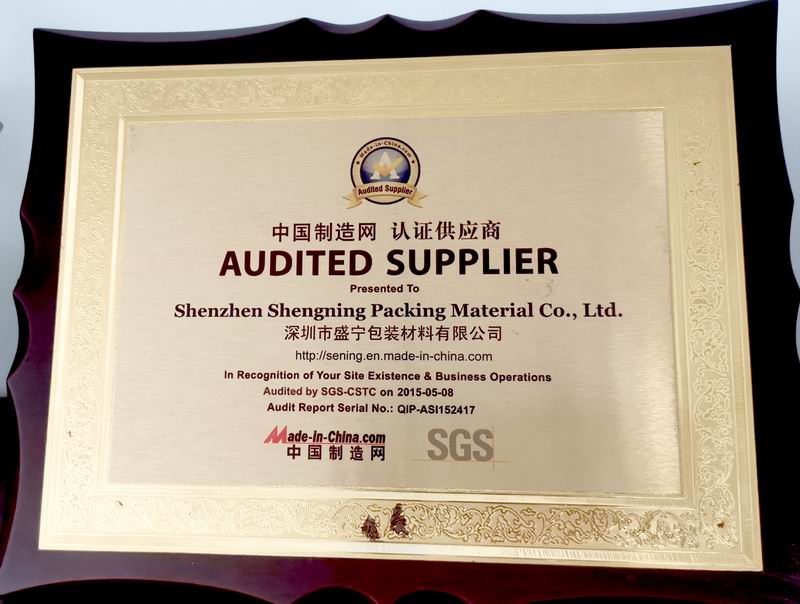 Made-in-China.com
Audited Supplier
中国制造网 认证供应商
AUDITED SUPPLIER
Presented To
Shenzhen Shengning Packing Material Co., Ltd.
深圳市盛宁包装材料有限公司
http://sening.en.made-in-china.com
In Recognition of Your Site Existence & Business Operations
Audited by SGS-CSTC on 2015-05-08
Audit Report Serial No.: QIP-ASI152417
Made-in-China.com
中国制造网
SGS